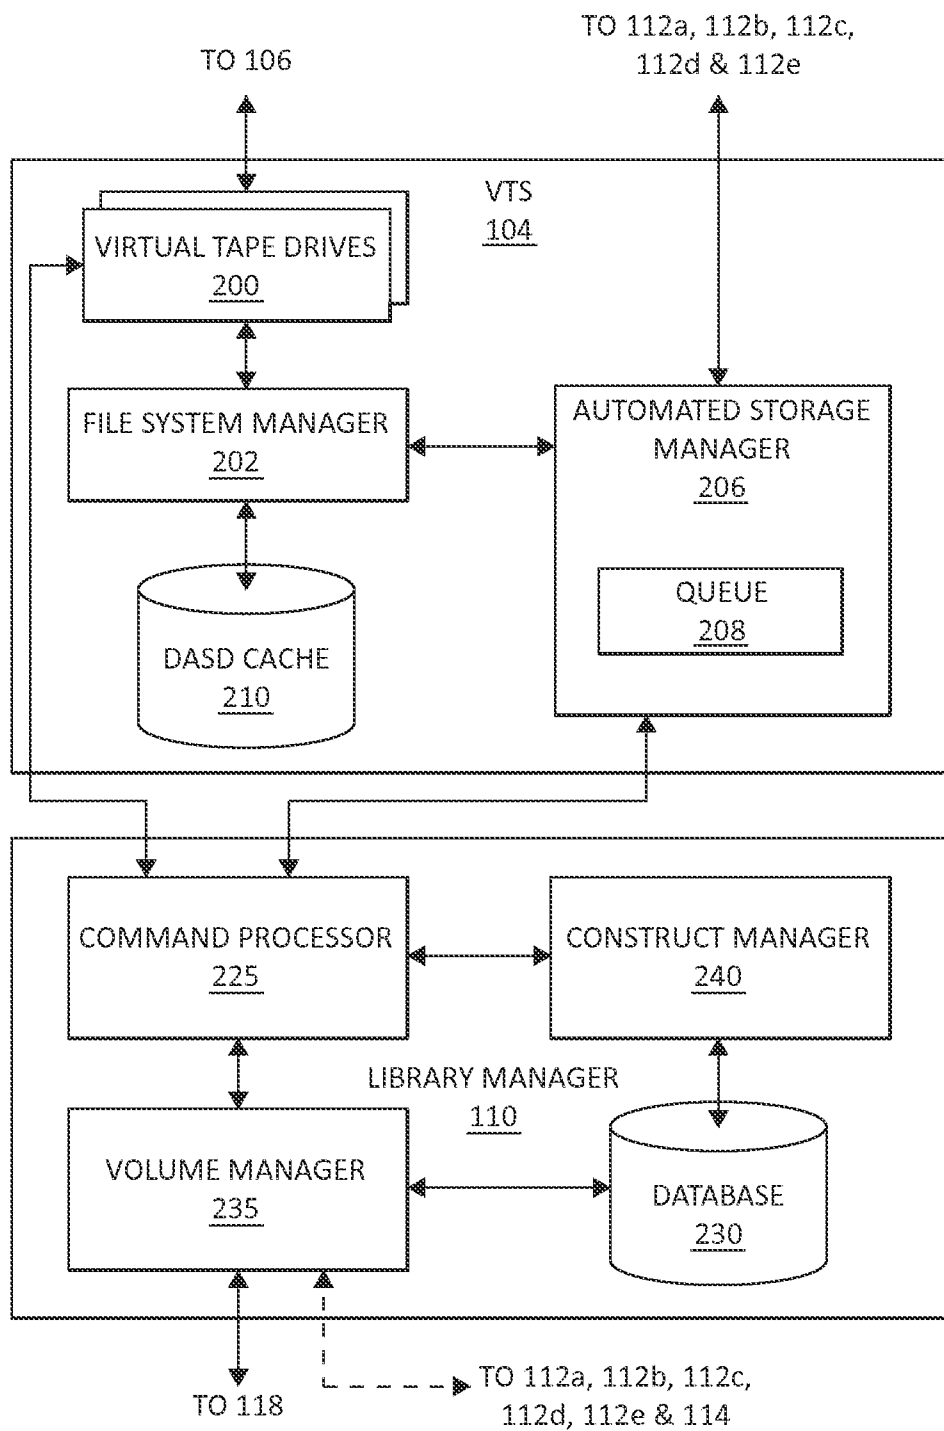 TO 106
TO 112a, 112b, 112c,
112d & 112e
VTS
104
VIRTUAL TAPE DRIVES
200
FILE SYSTEM MANAGER
202
AUTOMATED STORAGE
MANAGER
206
QUEUE
208
DASD CACHE
210
COMMAND PROCESSOR
225
CONSTRUCT MANAGER
240
LIBRARY MANAGER
110
VOLUME MANAGER
235
DATABASE
230
TO 118
TO 112a, 112b, 112c,
112d, 112e & 114